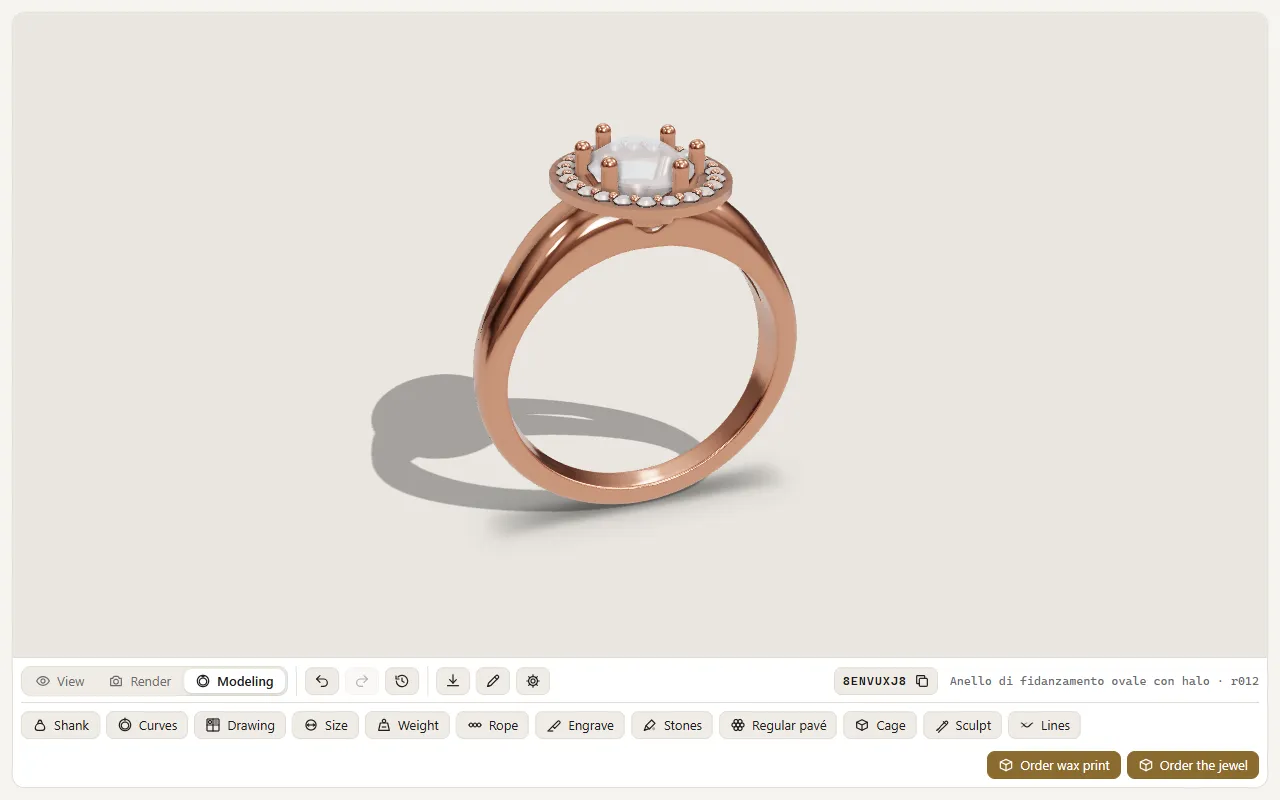 View Render Modeling 8ENVUXJ8 Anello di fidanzamento ovale con halo · r012
Shank Curves Drawing Size Weight Rope Engrave Stones Regular pavé Cage Sculpt Lines
Order wax print Order the jewel